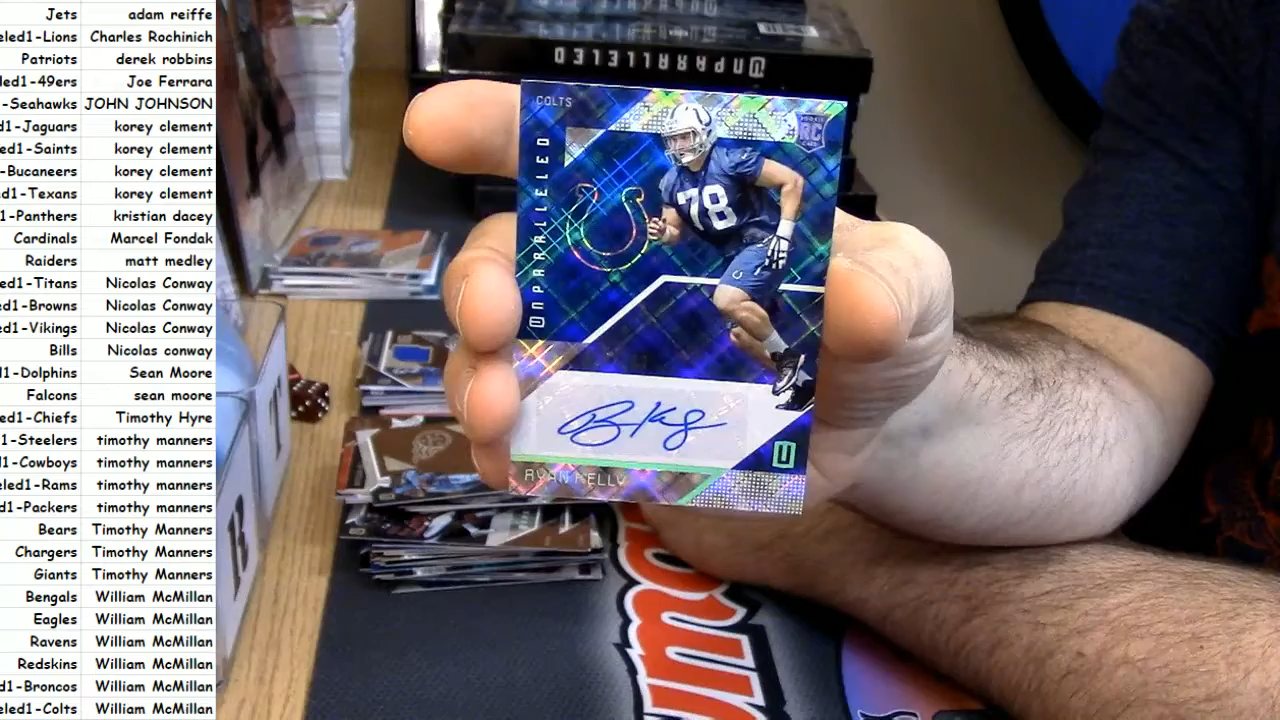 Jets adam reiffe
eled1-Lions Charles Rochinich
Patriots derek robbins
ed1-49ers Joe Ferrara
-Seahawks JOHN JOHNSON
d1-Jaguars korey clement
ed1-Saints korey clement
-Bucaneers korey clement
ed1-Texans korey clement
1-Panthers kristian dacey
Cardinals Marcel Fondak
Raiders matt medley
ed1-Titans Nicolas Conway
d1-Browns Nicolas Conway
ed1-Vikings Nicolas Conway
Bills Nicolas conway
d1-Dolphins Sean Moore
Falcons sean moore
ed1-Chiefs Timothy Hyre
1-Steelers timothy manners
1-Cowboys timothy manners
eled1-Rams timothy manners
d1-Packers timothy manners
Bears Timothy Manners
Chargers Timothy Manners
Giants Timothy Manners
Bengals William McMillan
Eagles William McMillan
Ravens William McMillan
Redskins William McMillan
d1-Broncos William McMillan
eled1-Colts William McMillan
UNPARALLELED
COLTS
RC
UNPARALLELED
78
RYAN KELLY